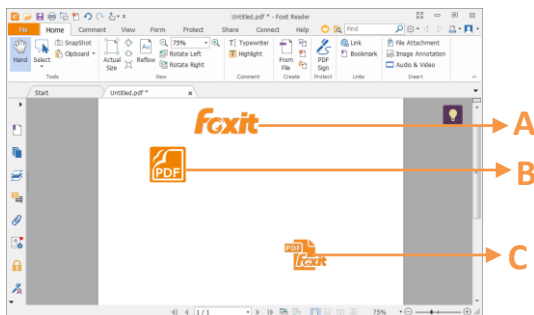 Untitled.pdf * - Foxit Reader
File Home Comment View Form Protect Share Connect Help Find
SnapShot
Clipboard
Hand Select
Actual Size
Reflow
75%
Rotate Left
Rotate Right
Typewriter
Highlight
From File
PDF Sign
Link
Bookmark
File Attachment
Image Annotation
Audio & Video
Tools View Comment Create Protect Links Insert
Start Untitled.pdf * x
foxit A
PDF B
PDF foxit C
1 / 1 75%